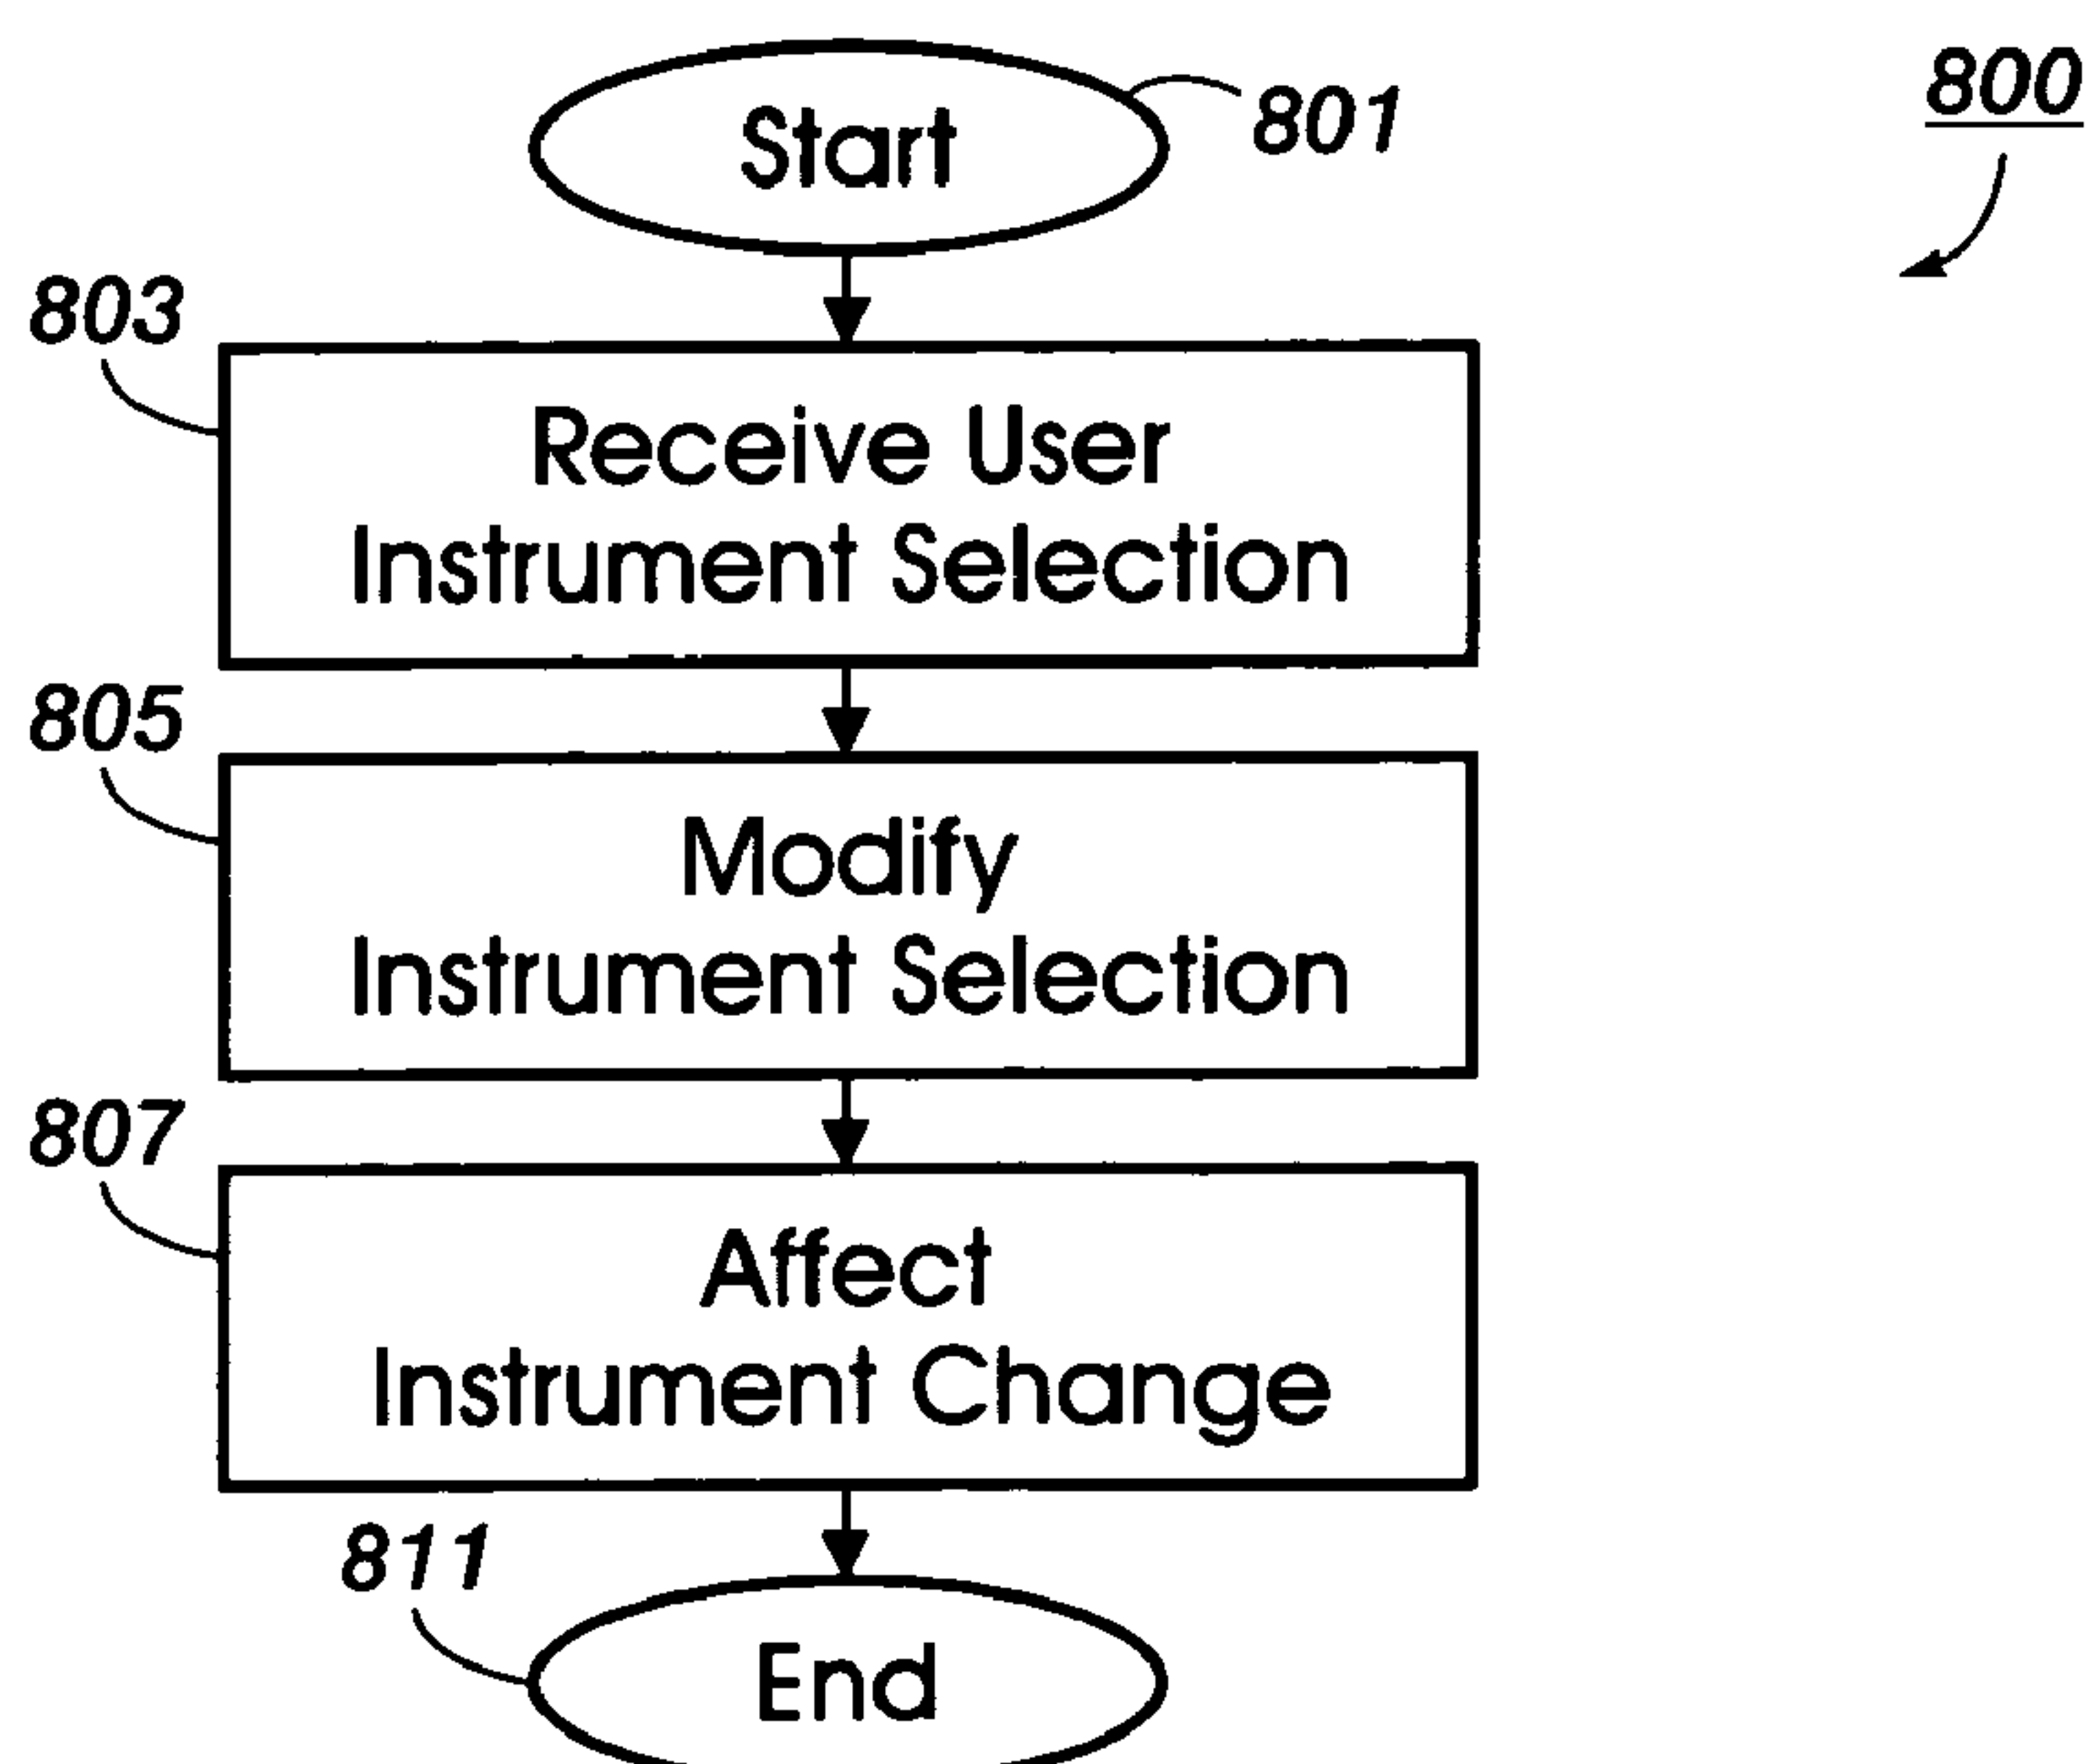 800
Start
801
803
Receive User
Instrument Selection
805
Modify
Instrument Selection
807
Affect
Instrument Change
811
End